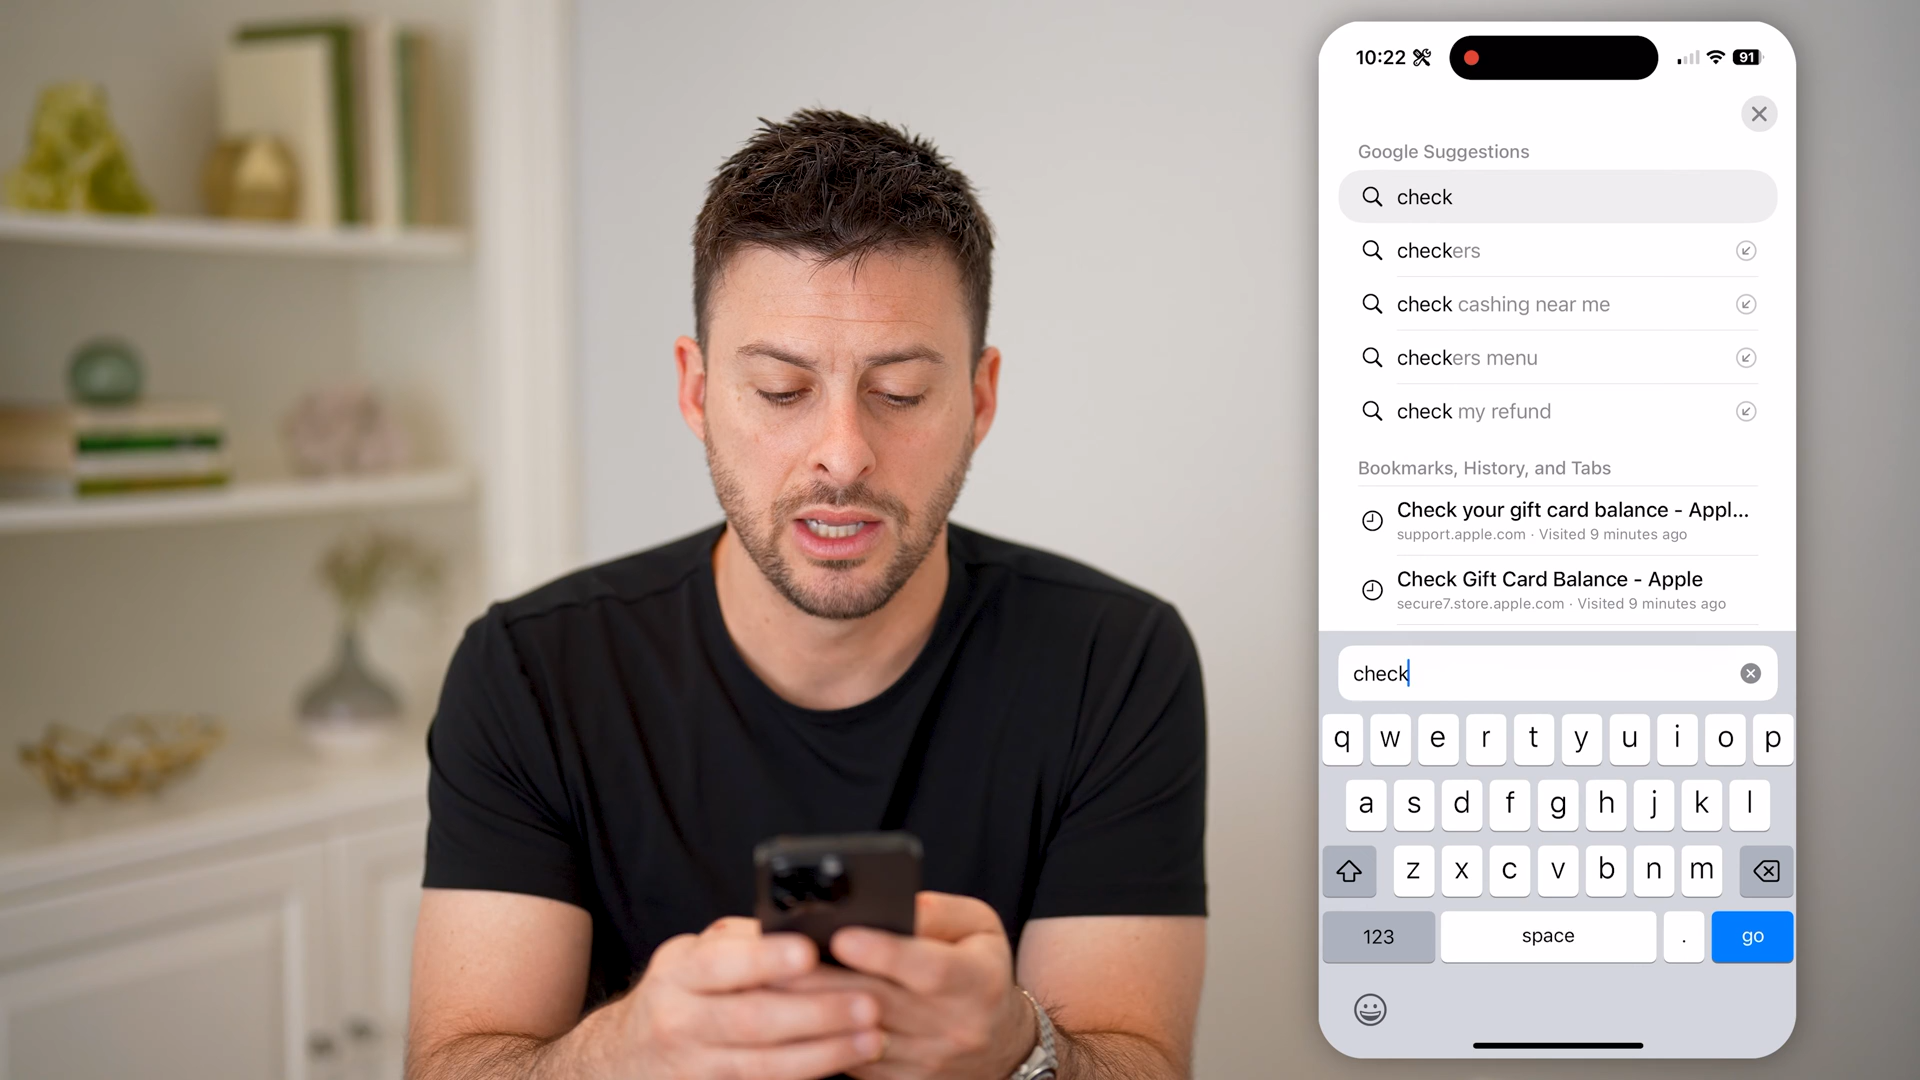 10:22
91
Google Suggestions
check
checkers
check cashing near me
checkers menu
check my refund
Bookmarks, History, and Tabs
Check your gift card balance - Appl...
support.apple.com · Visited 9 minutes ago
Check Gift Card Balance - Apple
secure7.store.apple.com · Visited 9 minutes ago
check
q w e r t y u i o p
a s d f g h j k l
z x c v b n m
123 space . go